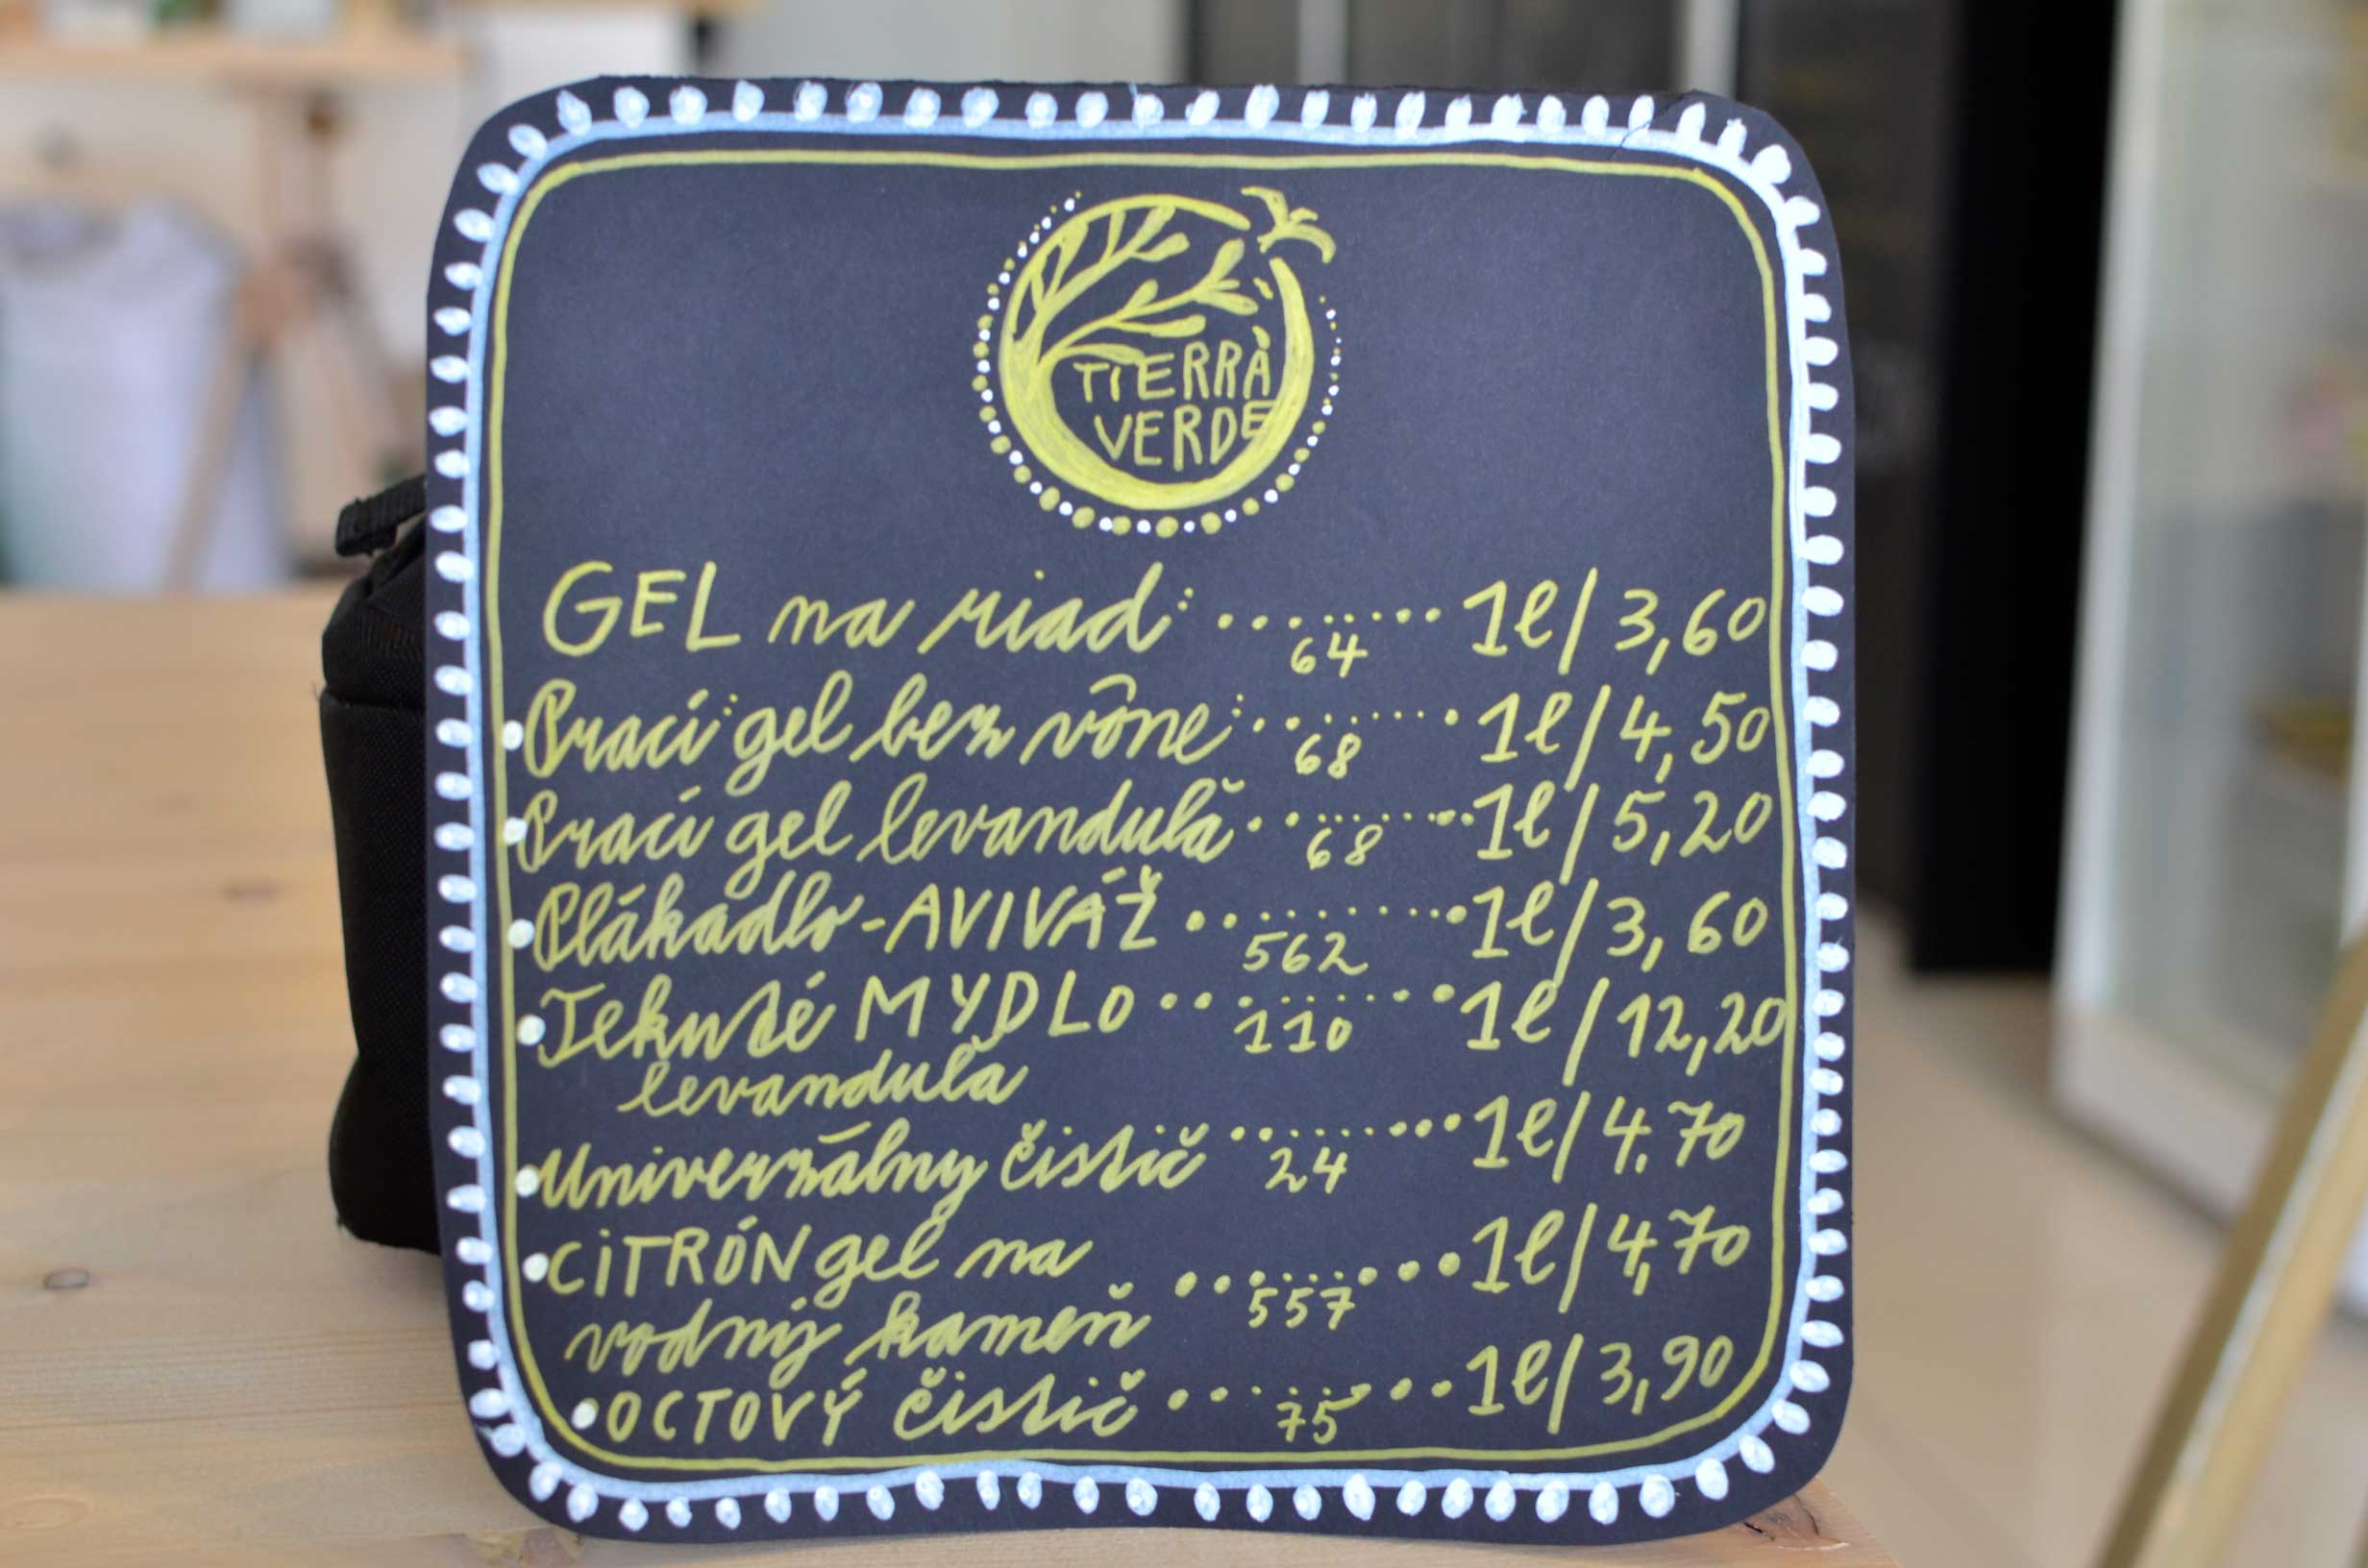 TIERRA
VERDE
GEL na riad: ......... 64 1l/ 3,60
Prací gel bez vône: ......... 68 1l/ 4,50
Prací gel levanduľa ......... 68 1l/ 5,20
Plákadlo-AVIVÁŽ ......... 562 1l/ 3,60
Tekuté MYDLO ......... 110 1l/ 12,20
levanduľa
Univerzálny čistič ......... 24 1l/ 4.70
CiTRÓN gel na ......... 557 1l/ 4,70
vodný kameň
OCTOVÝ čistič ......... 75 1l/ 3,90